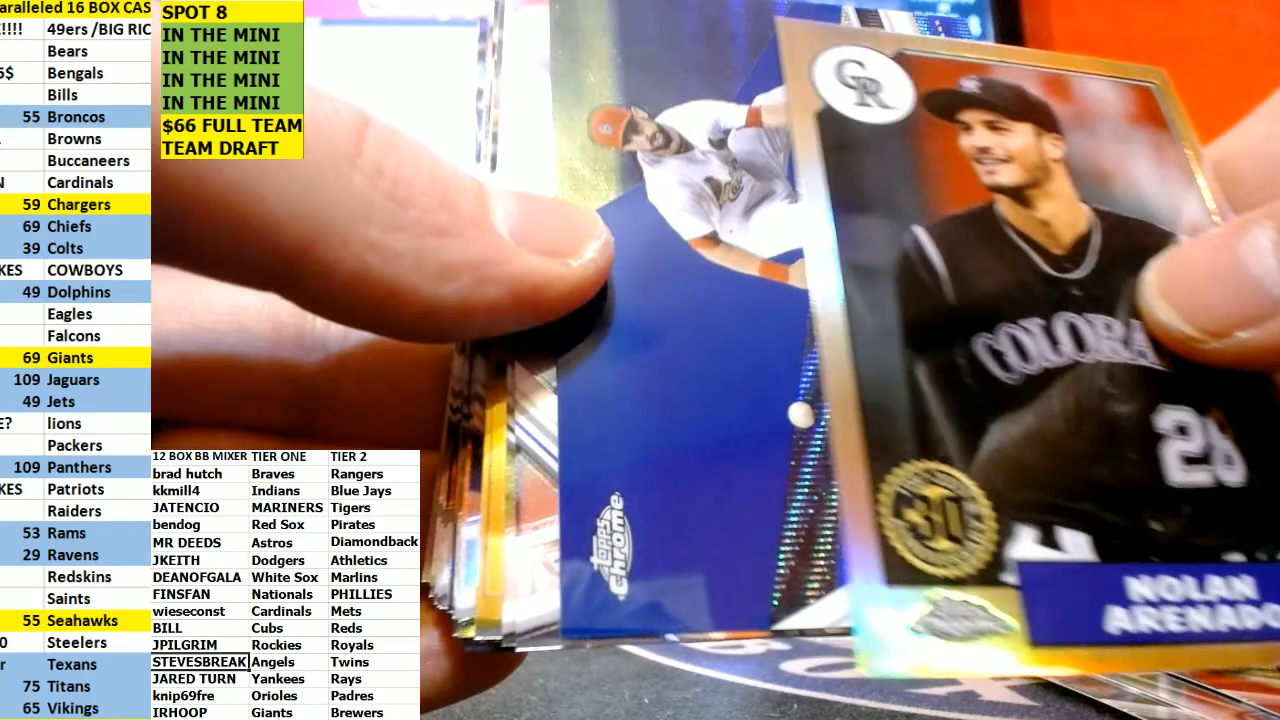 aralleled 16 BOX CAS
!!!! 49ers /BIG RIC
Bears
5$ Bengals
Bills
55 Broncos
Browns
Buccaneers
N Cardinals
59 Chargers
69 Chiefs
39 Colts
KES COWBOYS
49 Dolphins
Eagles
Falcons
69 Giants
109 Jaguars
49 Jets
E? lions
Packers
109 Panthers
KES Patriots
Raiders
53 Rams
29 Ravens
Redskins
Saints
55 Seahawks
0 Steelers
r Texans
75 Titans
65 Vikings
SPOT 8
IN THE MINI
IN THE MINI
IN THE MINI
IN THE MINI
$66 FULL TEAM
TEAM DRAFT
12 BOX BB MIXER TIER ONE TIER 2
brad hutch Braves Rangers
kkmill4 Indians Blue Jays
JATENCIO MARINERS Tigers
bendog Red Sox Pirates
MR DEEDS Astros Diamondback
JKEITH Dodgers Athletics
DEANOFGALA White Sox Marlins
FINSFAN Nationals PHILLIES
wieseconst Cardinals Mets
BILL Cubs Reds
JPILGRIM Rockies Royals
STEVESBREAK Angels Twins
JARED TURN Yankees Rays
knip69fre Orioles Padres
IRHOOP Giants Brewers
Topps
chrome
CR
COLORA
28
30
NOLAN
ARENADO